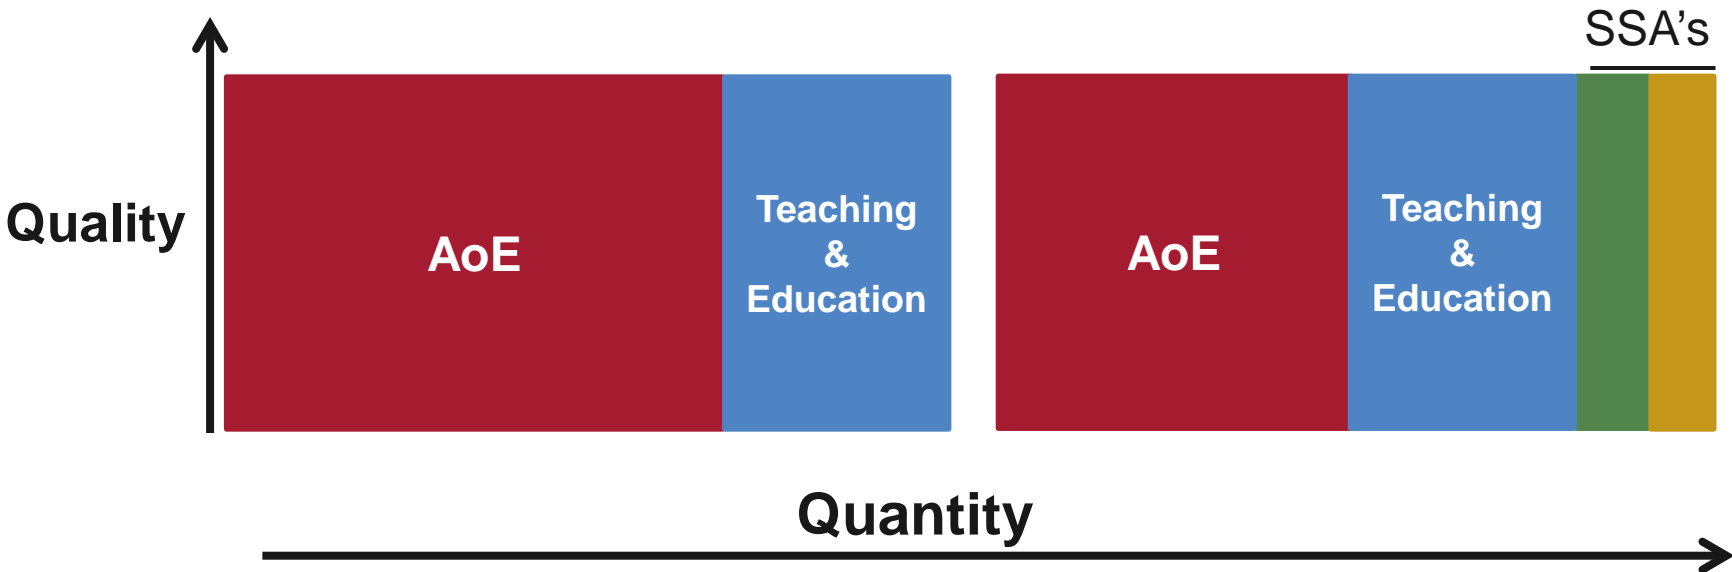 SSA's
Quality
AoE
Teaching
&
Education
AoE
Teaching
&
Education
Quantity